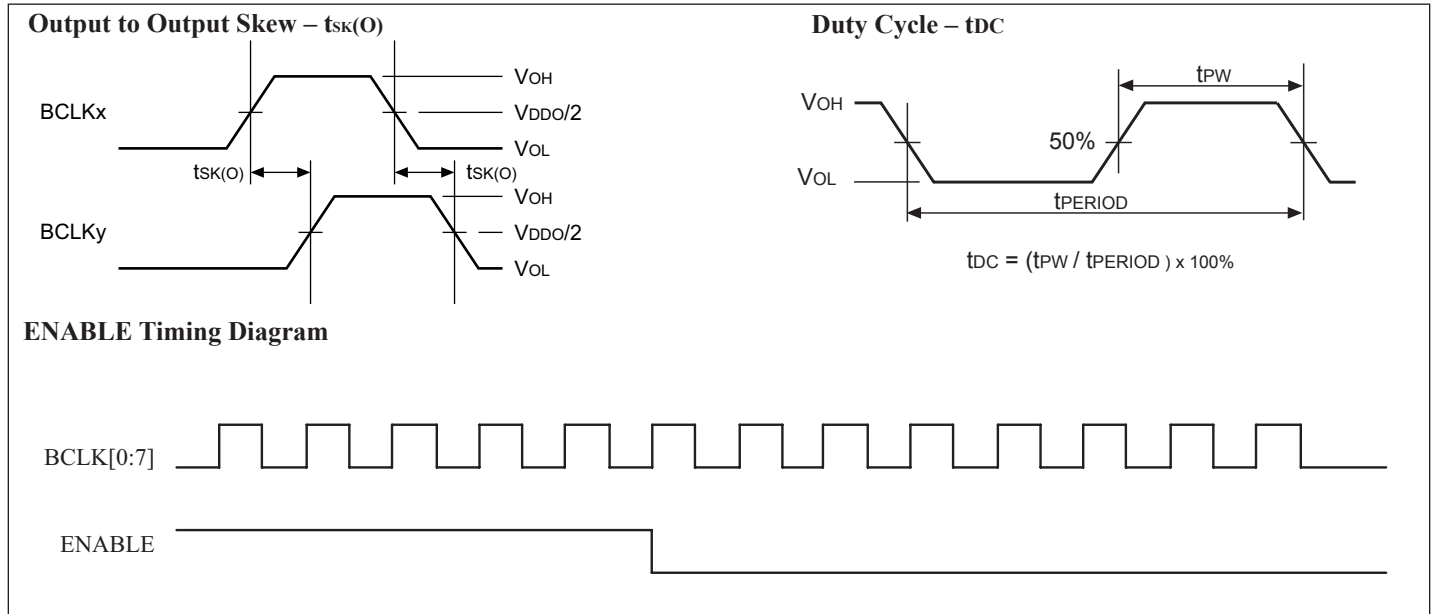 Output to Output Skew – tSK(O)
BCLKx
VOH
VDDO/2
VOL
tSK(O)
tSK(O)
BCLKy
VOH
VDDO/2
VOL
Duty Cycle – tDC
tPW
VOH
50%
VOL
tPERIOD
tDC = (tPW / tPERIOD ) x 100%
ENABLE Timing Diagram
BCLK[0:7]
ENABLE